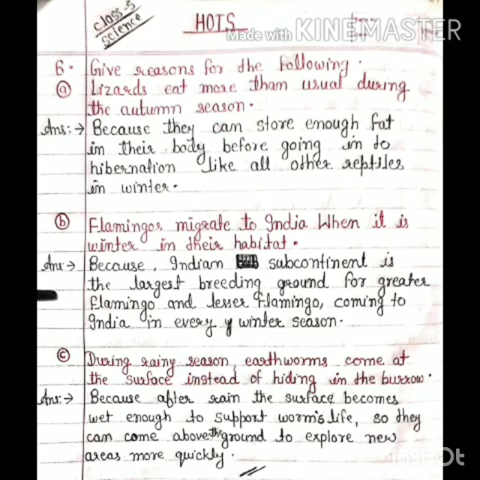 Class-5
Science
HOTS
Made with KINEMASTER
6. Give reasons for the following.
(a) Lizards eat more than usual during
the autumn season.
Ans:→ Because they can store enough fat
in their body before going in to
hibernation like all other reptiles
in winter.
(b) Flamingos migrate to India When it is
winter in their habitat.
Ans→ Because, Indian subcontinent is
the largest breeding ground for greater
flamingo and lesser flamingo, coming to
India in every winter season.
(c) During rainy season, earthworms come at
the surface instead of hiding in the burrow.
Ans:→ Because after rain the surface becomes
wet enough to support worm's life, so they
can come above the ground to explore new
areas more quickly.